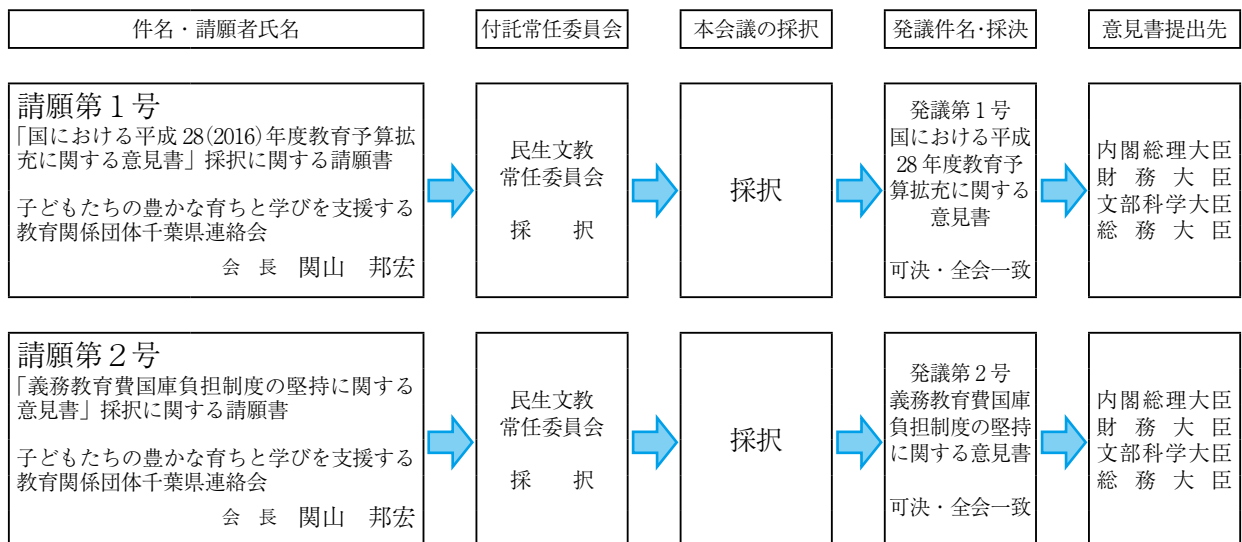 件名・請願者氏名
付託常任委員会
本会議の採択
発議件名・採決
意見書提出先
請願第1号
「国における平成28(2016)年度教育予算拡
充に関する意見書」採択に関する請願書
子どもたちの豊かな育ちと学びを支援する
教育関係団体千葉県連絡会
会 長 関山 邦宏
民生文教
常任委員会
採 択
採択
発議第1号
国における平成
28年度教育予
算拡充に関する
意見書
可決・全会一致
内閣総理大臣
財務大臣
文部科学大臣
総務大臣
請願第2号
「義務教育費国庫負担制度の堅持に関する
意見書」採択に関する請願書
子どもたちの豊かな育ちと学びを支援する
教育関係団体千葉県連絡会
会 長 関山 邦宏
民生文教
常任委員会
採 択
採択
発議第2号
義務教育費国庫
負担制度の堅持
に関する意見書
可決・全会一致
内閣総理大臣
財務大臣
文部科学大臣
総務大臣